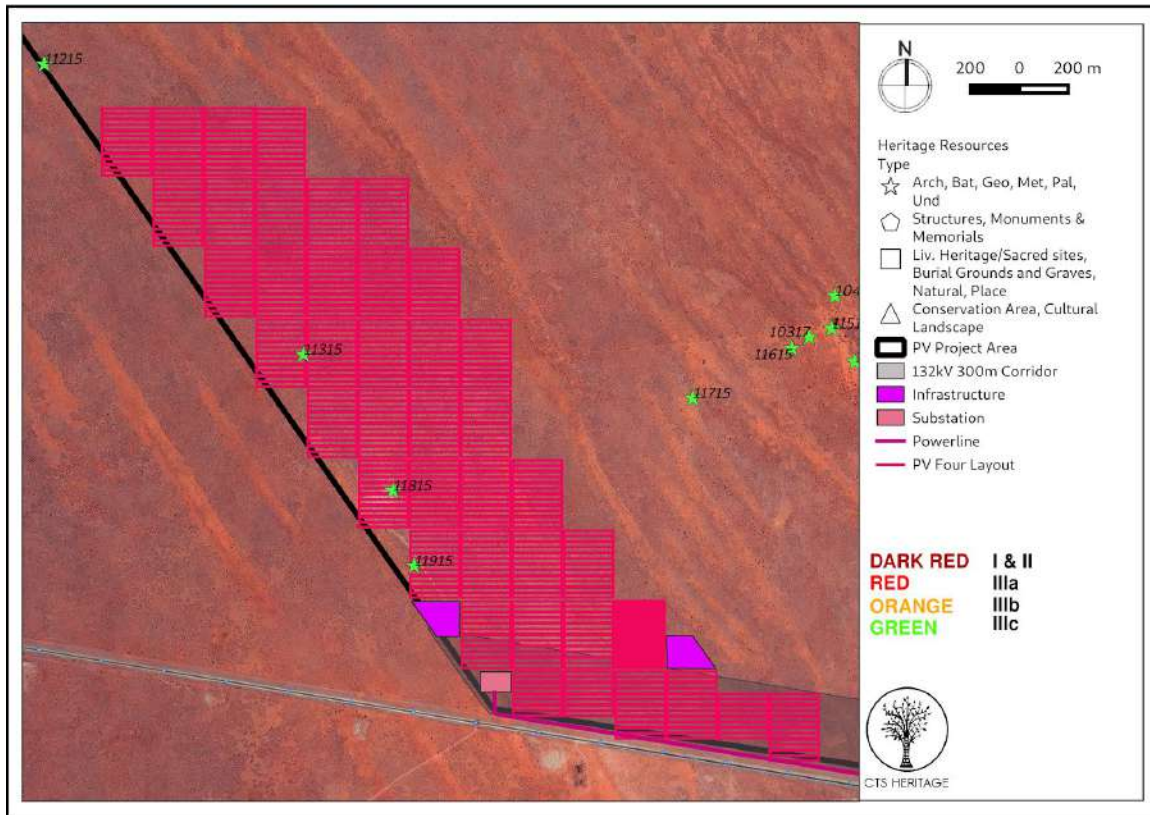 11215
11315
11815
11915
11715
104
1151
10317
11615
N
200 0 200 m
Heritage Resources
Type
Arch, Bat, Geo, Met, Pal,
Und
Structures, Monuments &
Memorials
Liv. Heritage/Sacred sites,
Burial Grounds and Graves,
Natural, Place
Conservation Area, Cultural
Landscape
PV Project Area
132kV 300m Corridor
Infrastructure
Substation
Powerline
PV Four Layout
DARK RED I & II
RED IIIa
ORANGE IIIb
GREEN IIIc
CTS HERITAGE